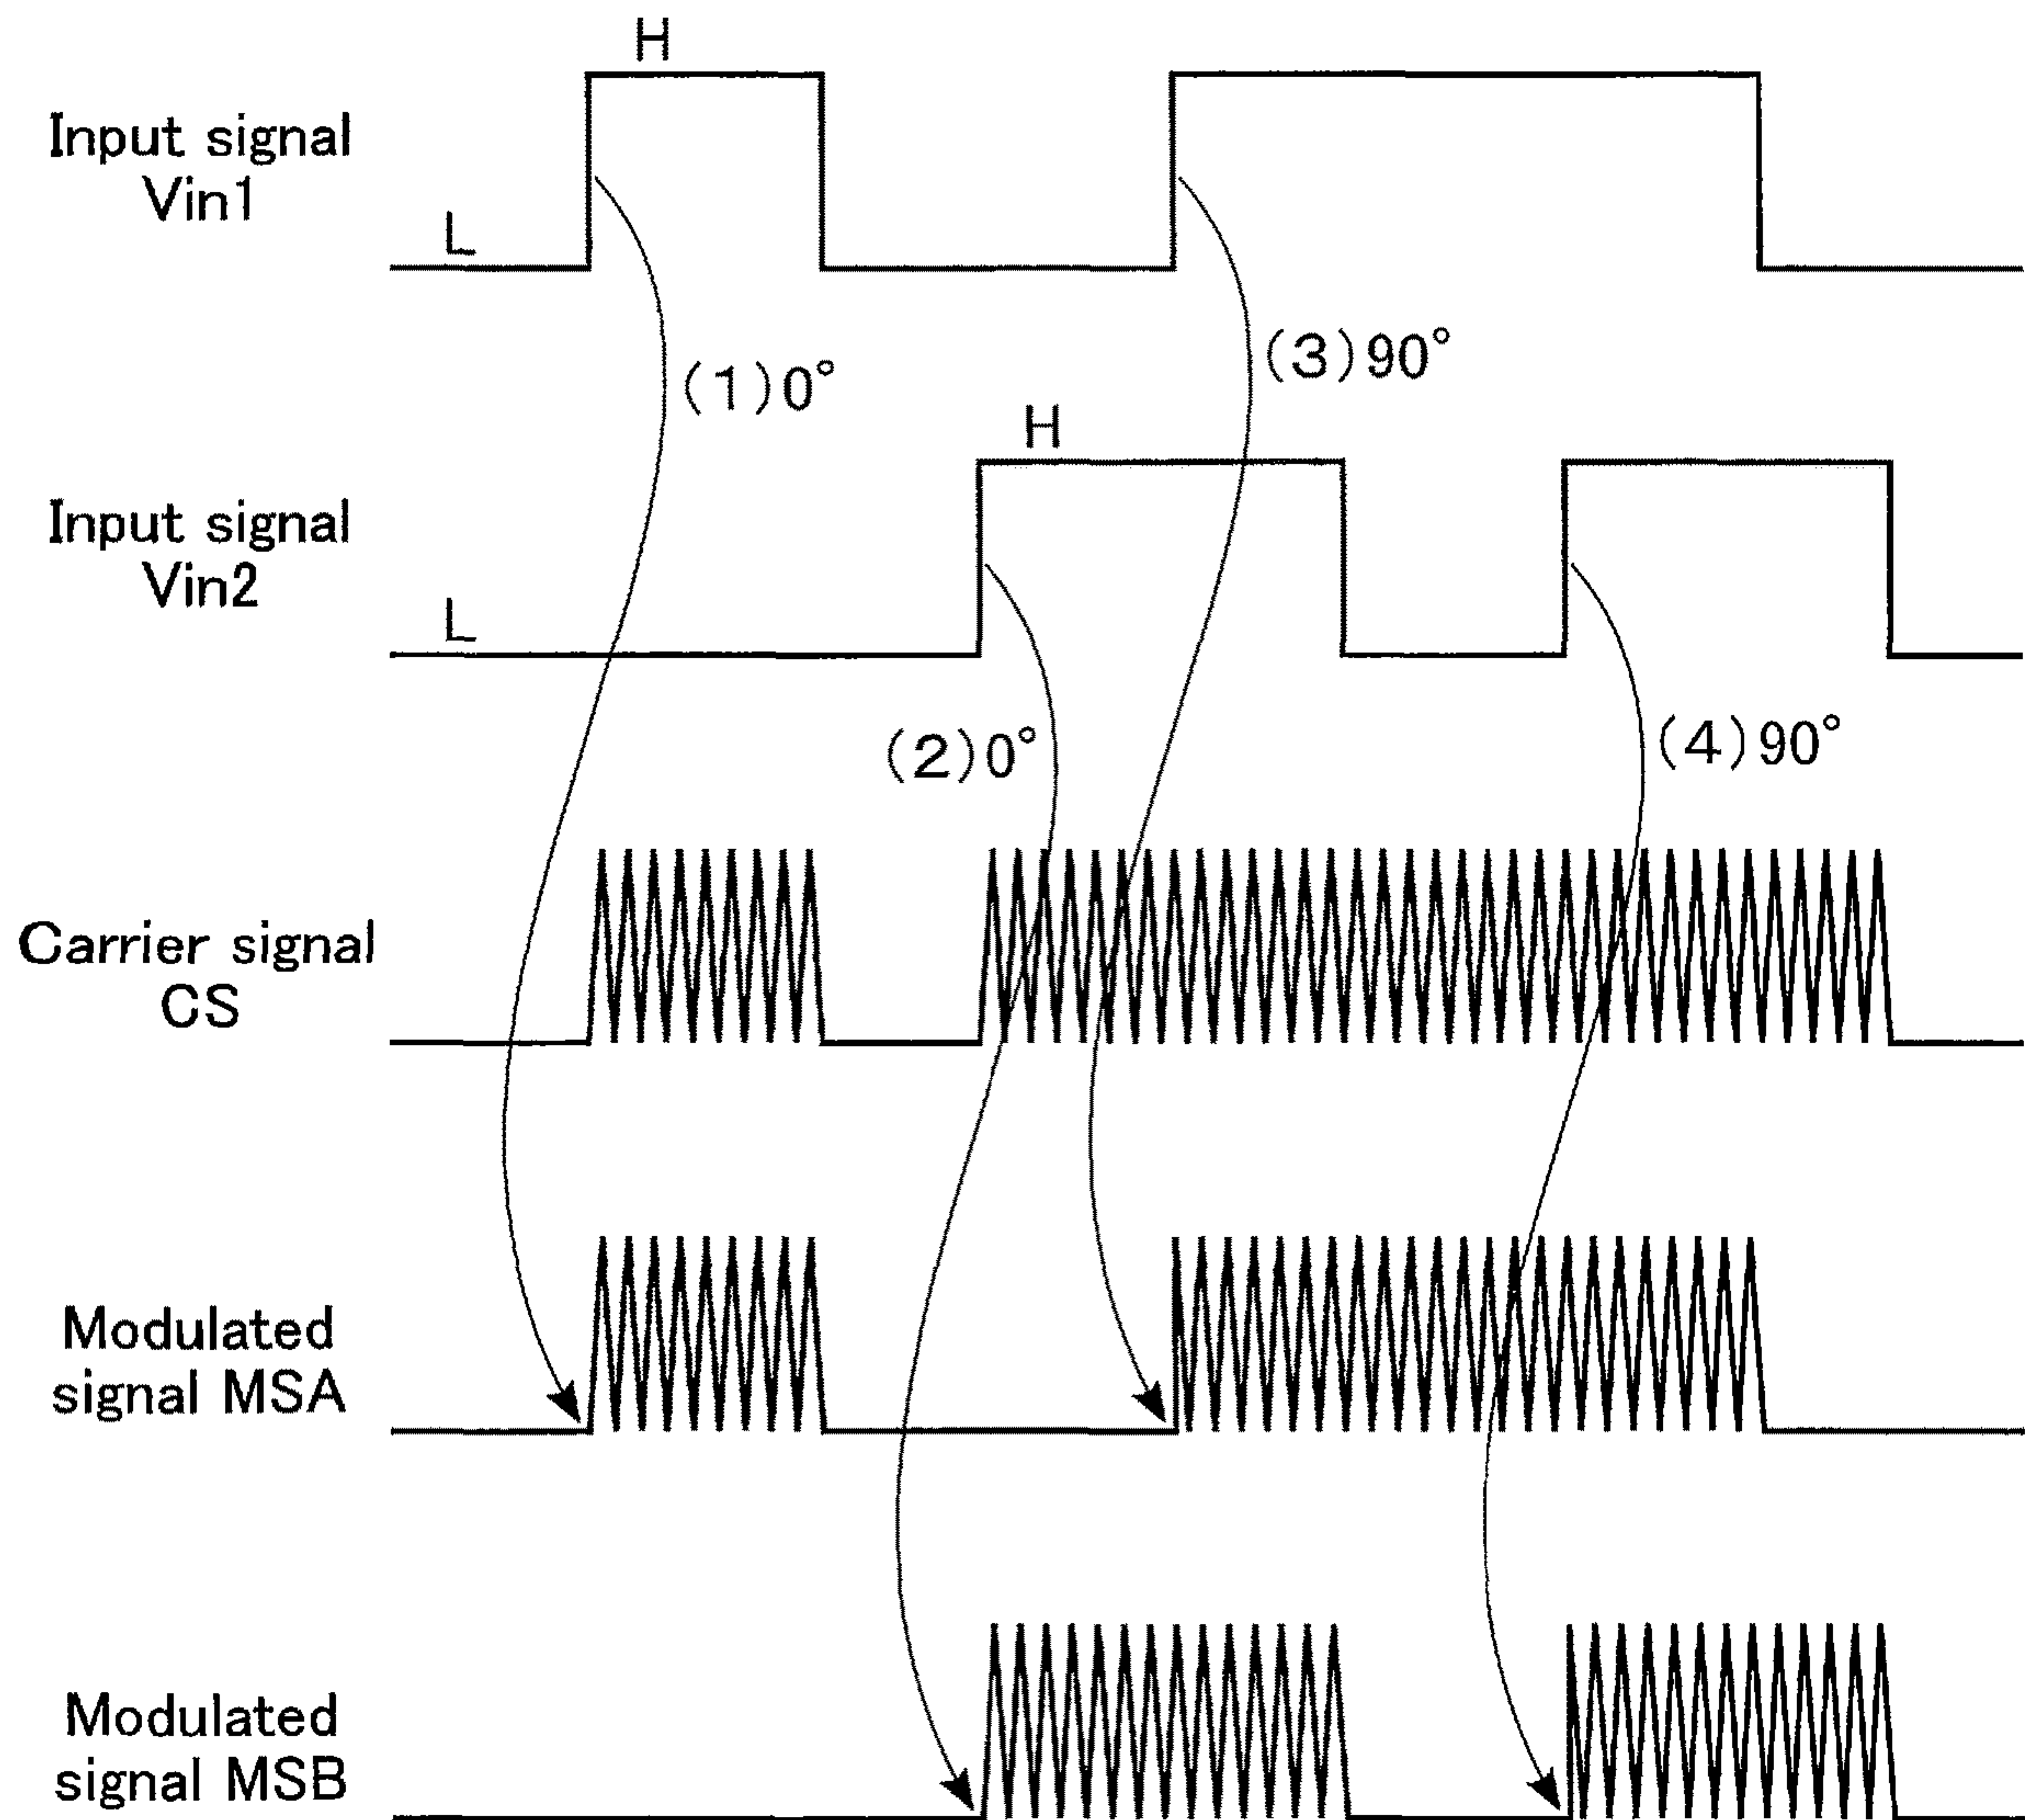 H
Input signal
Vin1
L
(1)0°
(3)90°
H
Input signal
Vin2
L
(2)0°
(4)90°
Carrier signal
CS
Modulated
signal MSA
Modulated
signal MSB